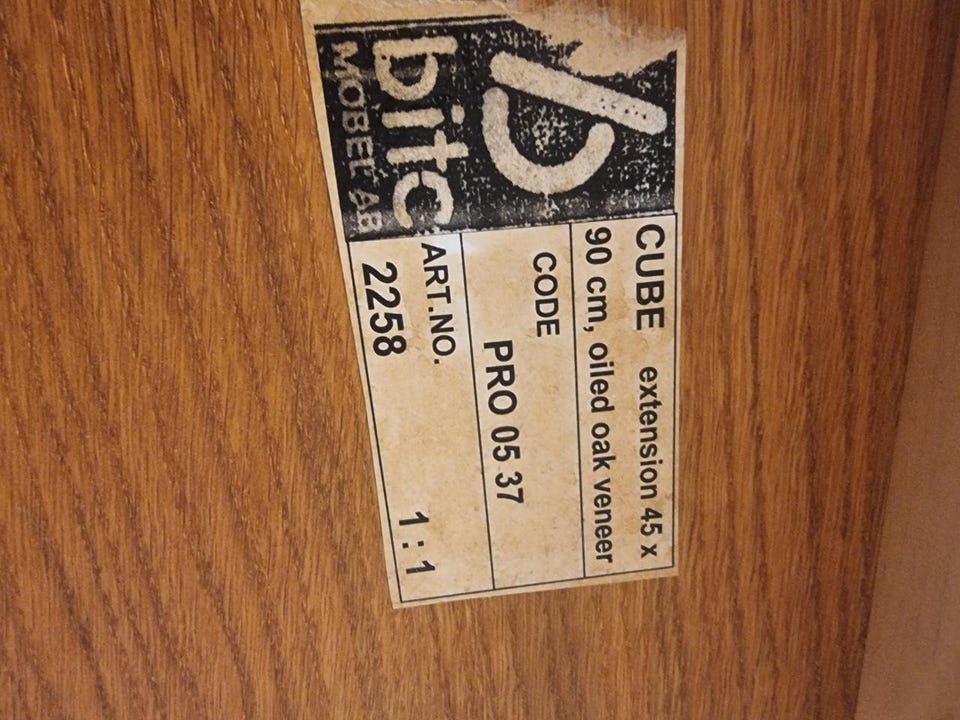 bitc
MÖBEL AB
CUBE extension 45 x
90 cm, oiled oak veneer
CODE
PRO 05 37
ART.NO.
2258 1 : 1